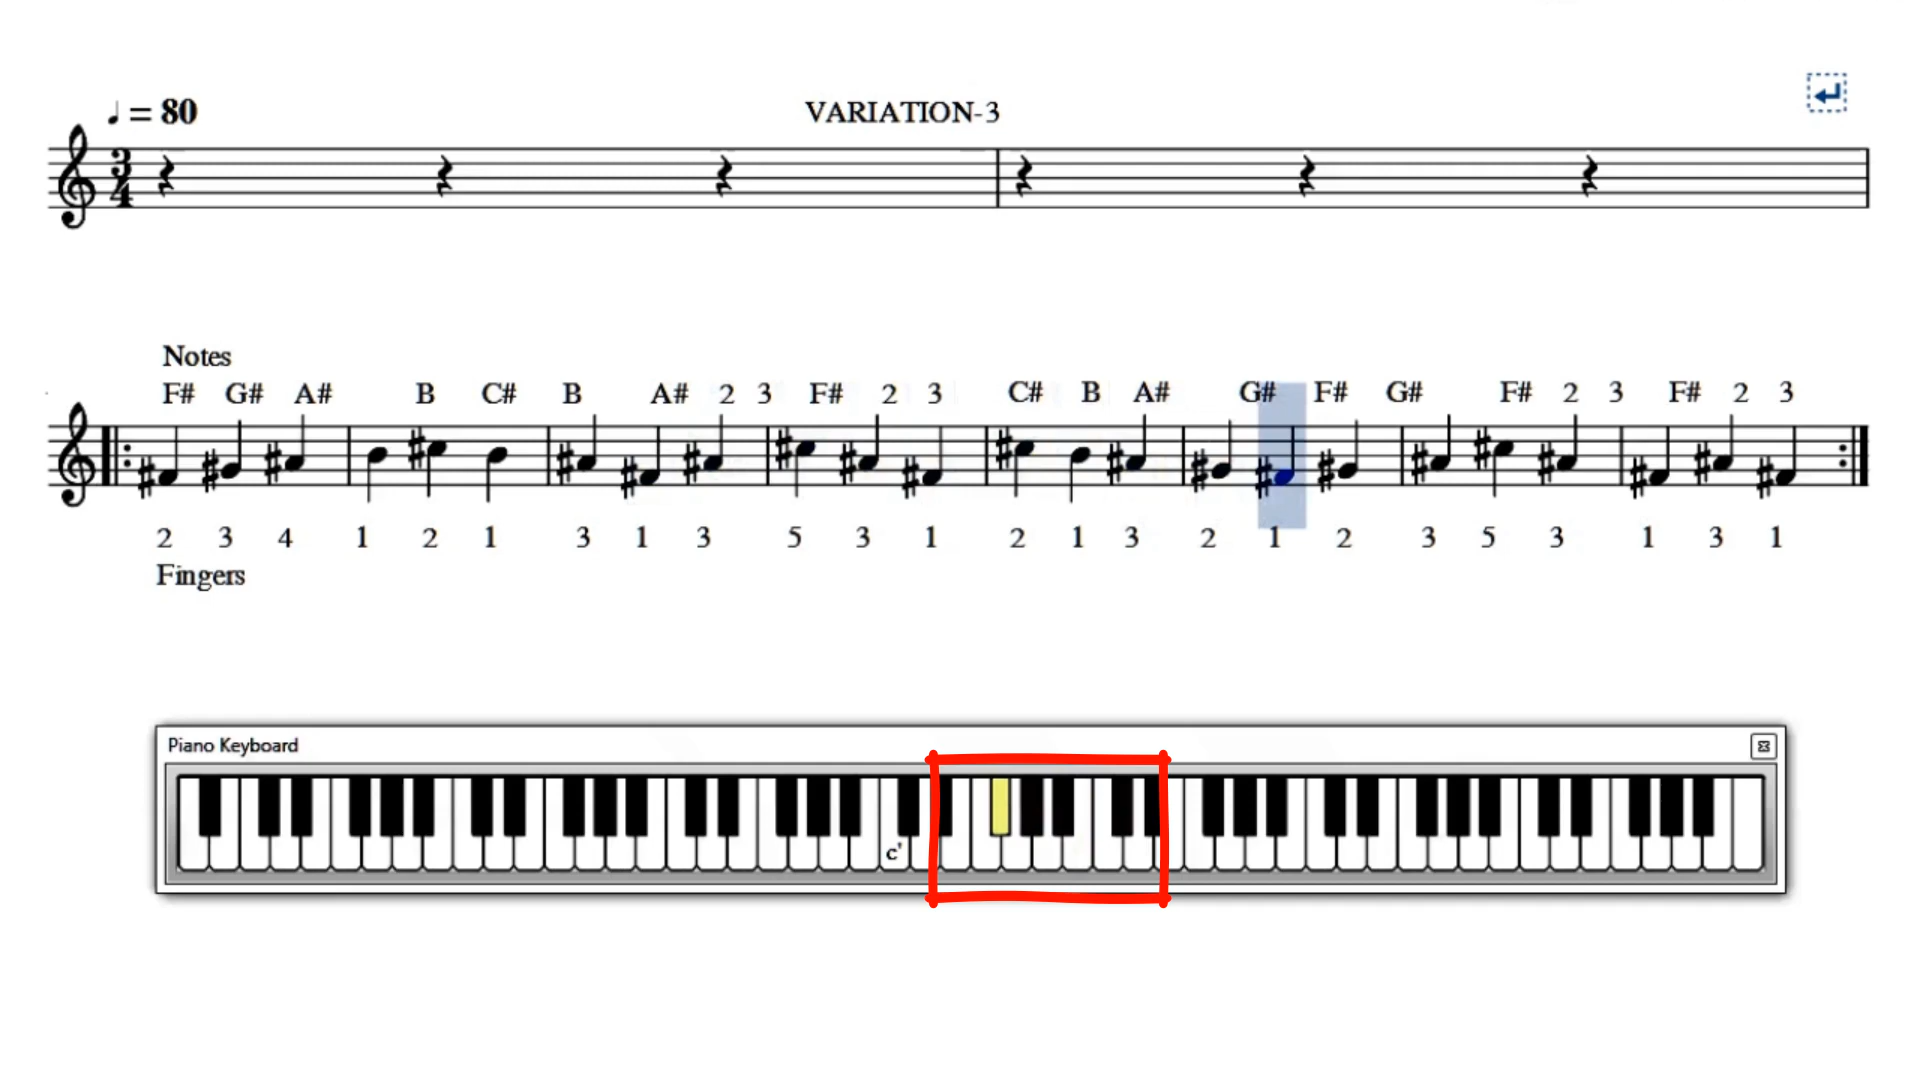 ♩ = 80
VARIATION-3
3
4
Notes
F# G# A# B C# B A# 2 3 F# 2 3 C# B A# G# F# G# F# 2 3 F# 2 3
2 3 4 1 2 1 3 1 3 5 3 1 2 1 3 2 1 2 3 5 3 1 3 1
Fingers
Piano Keyboard
c'